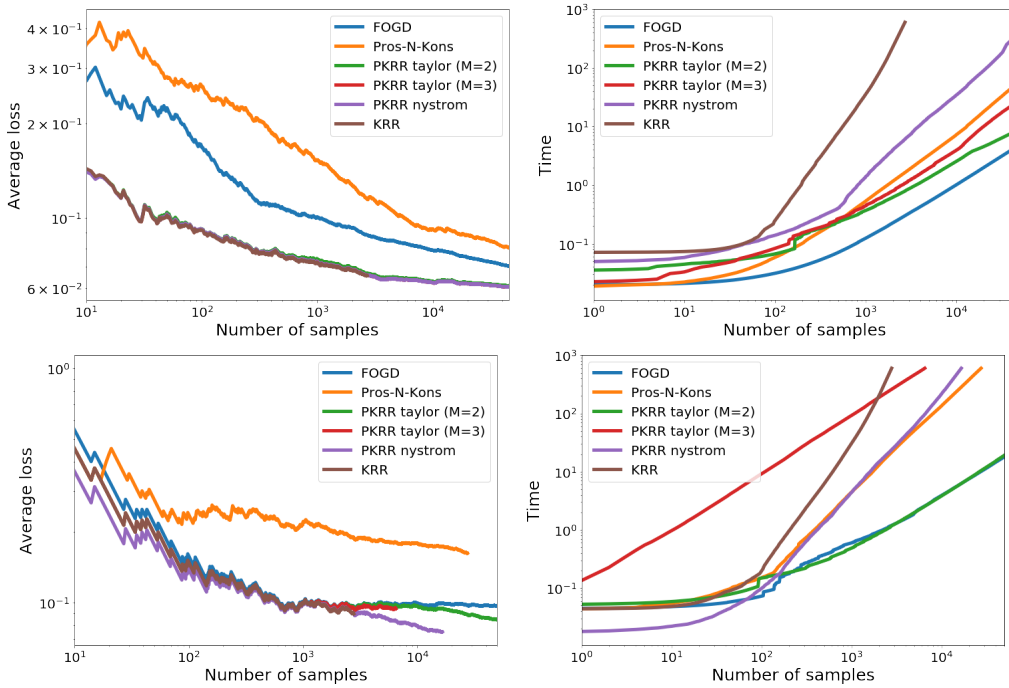 4 × 10⁻¹
3 × 10⁻¹
2 × 10⁻¹
10⁻¹
6 × 10⁻²
Average loss
FOGD
Pros-N-Kons
PKRR taylor (M=2)
PKRR taylor (M=3)
PKRR nystrom
KRR
10¹ 10² 10³ 10⁴
Number of samples
10³
10²
10¹
10⁰
10⁻¹
Time
FOGD
Pros-N-Kons
PKRR taylor (M=2)
PKRR taylor (M=3)
PKRR nystrom
KRR
10⁰ 10¹ 10² 10³ 10⁴
Number of samples
10⁰
10⁻¹
Average loss
FOGD
Pros-N-Kons
PKRR taylor (M=2)
PKRR taylor (M=3)
PKRR nystrom
KRR
10¹ 10² 10³ 10⁴
Number of samples
10³
10²
10¹
10⁰
10⁻¹
Time
FOGD
Pros-N-Kons
PKRR taylor (M=2)
PKRR taylor (M=3)
PKRR nystrom
KRR
10⁰ 10¹ 10² 10³ 10⁴
Number of samples